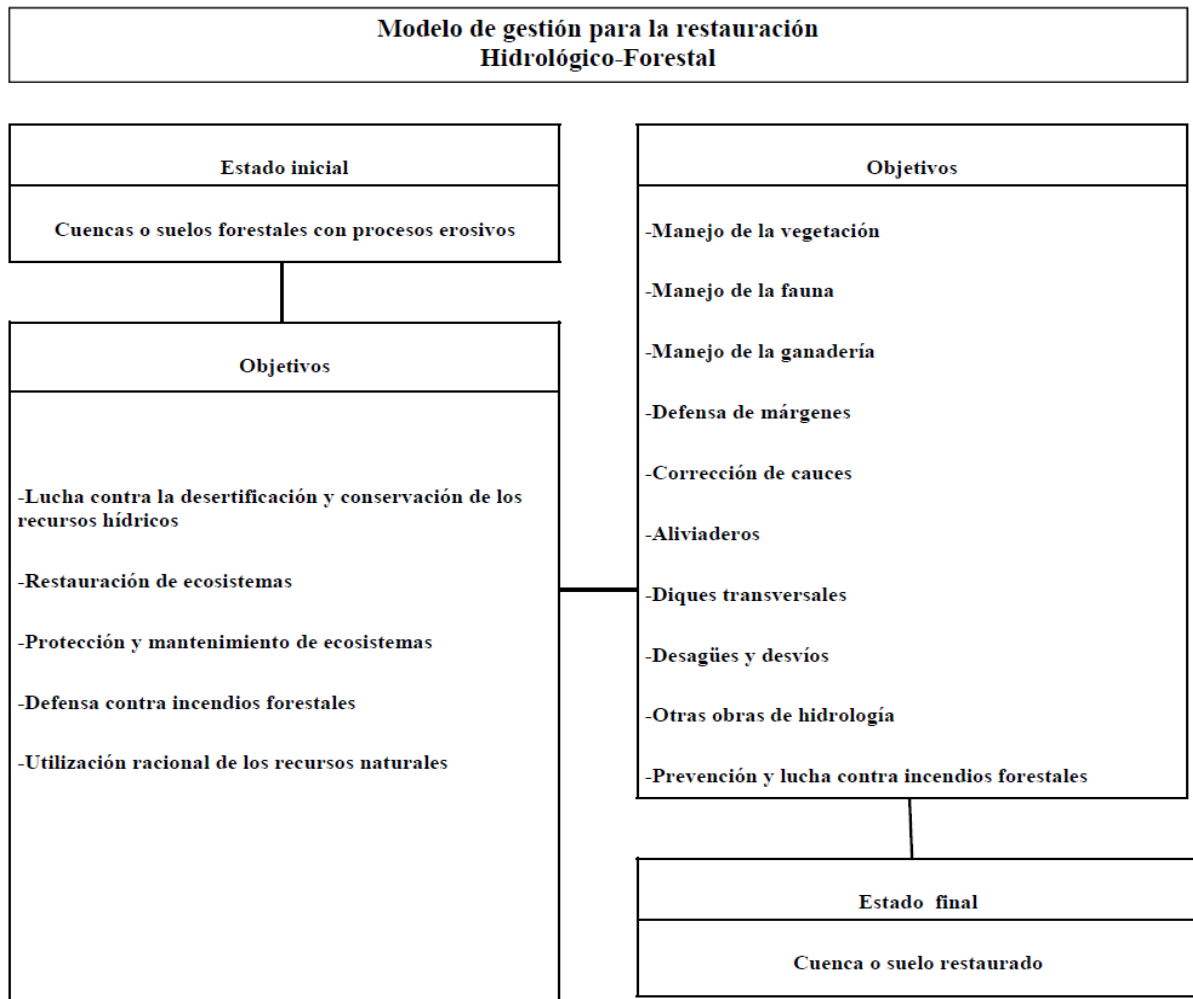 Modelo de gestión para la restauración
Hidrológico-Forestal
Estado inicial
Cuencas o suelos forestales con procesos erosivos
Objetivos
-Lucha contra la desertificación y conservación de los
recursos hídricos
-Restauración de ecosistemas
-Protección y mantenimiento de ecosistemas
-Defensa contra incendios forestales
-Utilización racional de los recursos naturales
Objetivos
-Manejo de la vegetación
-Manejo de la fauna
-Manejo de la ganadería
-Defensa de márgenes
-Corrección de cauces
-Aliviaderos
-Diques transversales
-Desagües y desvíos
-Otras obras de hidrología
-Prevención y lucha contra incendios forestales
Estado final
Cuenca o suelo restaurado